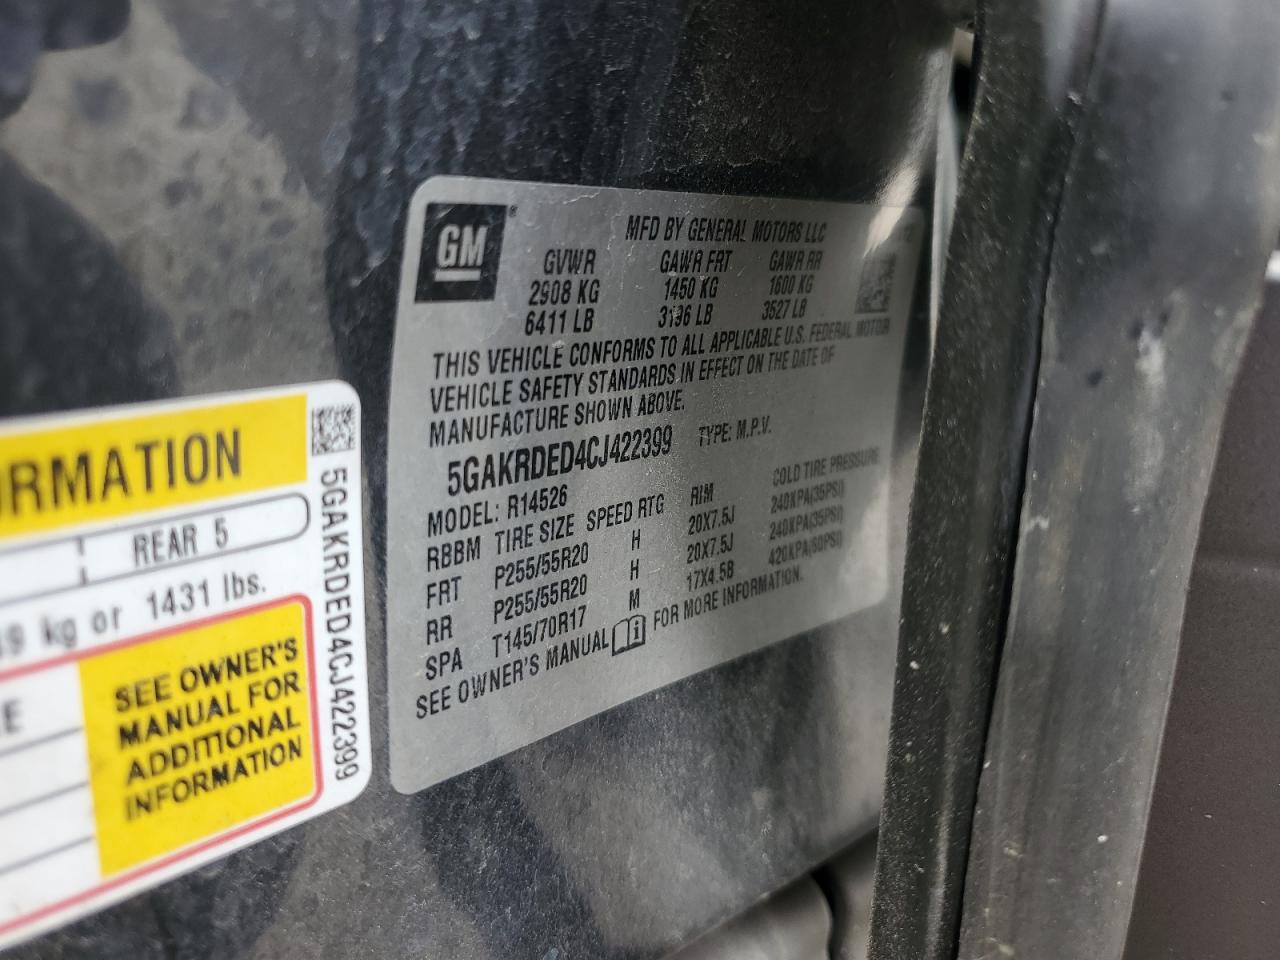 GM
MFD BY GENERAL MOTORS LLC
GVWR GAWR FRT GAWR RR
2908 KG 1450 KG 1600 KG
6411 LB 3196 LB 3527 LB
THIS VEHICLE CONFORMS TO ALL APPLICABLE U.S. FEDERAL MOTOR
VEHICLE SAFETY STANDARDS IN EFFECT ON THE DATE OF
MANUFACTURE SHOWN ABOVE.
5GAKRDED4CJ422399 TYPE: M.P.V.
MODEL: R14526
RBBM TIRE SIZE SPEED RTG RIM COLD TIRE PRESSURE
FRT P255/55R20 H 20X7.5J 240KPA(35PSI)
RR P255/55R20 H 20X7.5J 240KPA(35PSI)
SPA T145/70R17 M 17X4.5B 420KPA(60PSI)
SEE OWNER'S MANUAL FOR MORE INFORMATION.
RMATION
REAR 5
kg or 1431 lbs.
E
SEE OWNER'S
MANUAL FOR
ADDITIONAL
INFORMATION
5GAKRDED4CJ422399